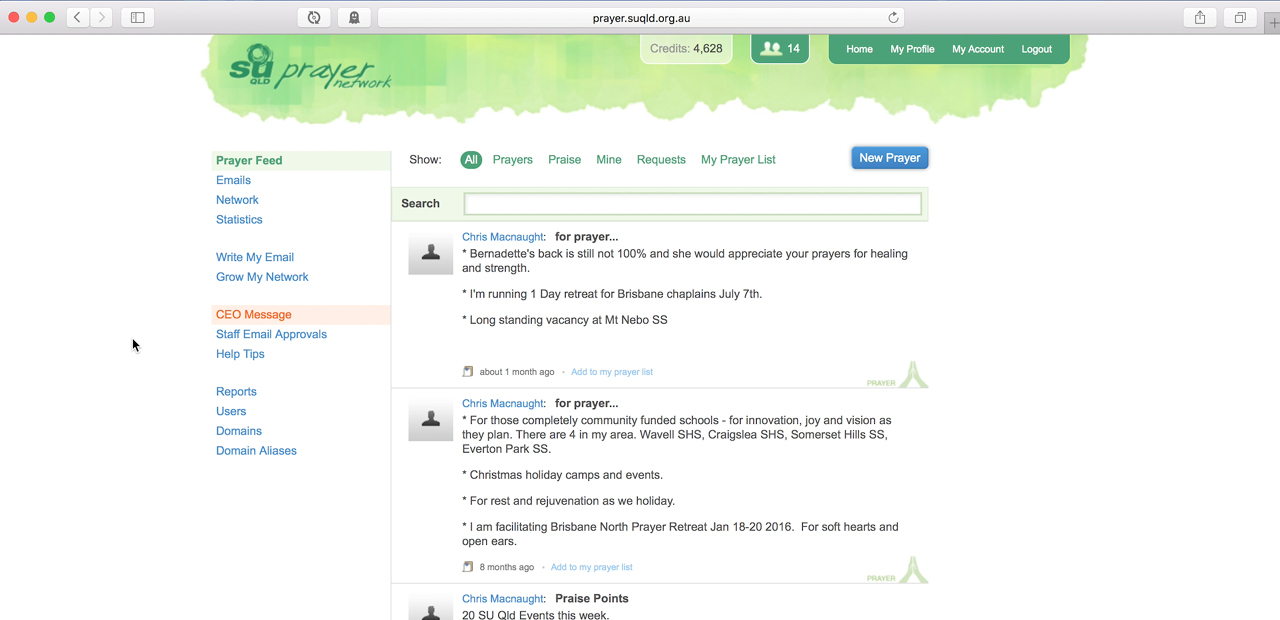 prayer.suqld.org.au
su QLD prayer network
Credits: 4,628
14
Home My Profile My Account Logout
Prayer Feed
Emails
Network
Statistics
Write My Email
Grow My Network
CEO Message
Staff Email Approvals
Help Tips
Reports
Users
Domains
Domain Aliases
Show: All Prayers Praise Mine Requests My Prayer List New Prayer
Search
Chris Macnaught: for prayer...
* Bernadette's back is still not 100% and she would appreciate your prayers for healing
and strength.
* I'm running 1 Day retreat for Brisbane chaplains July 7th.
* Long standing vacancy at Mt Nebo SS
about 1 month ago • Add to my prayer list
PRAYER
Chris Macnaught: for prayer...
* For those completely community funded schools - for innovation, joy and vision as
they plan. There are 4 in my area. Wavell SHS, Craigslea SHS, Somerset Hills SS,
Everton Park SS.
* Christmas holiday camps and events.
* For rest and rejuvenation as we holiday.
* I am facilitating Brisbane North Prayer Retreat Jan 18-20 2016. For soft hearts and
open ears.
8 months ago • Add to my prayer list
PRAYER
Chris Macnaught: Praise Points
20 SU Qld Events this week.